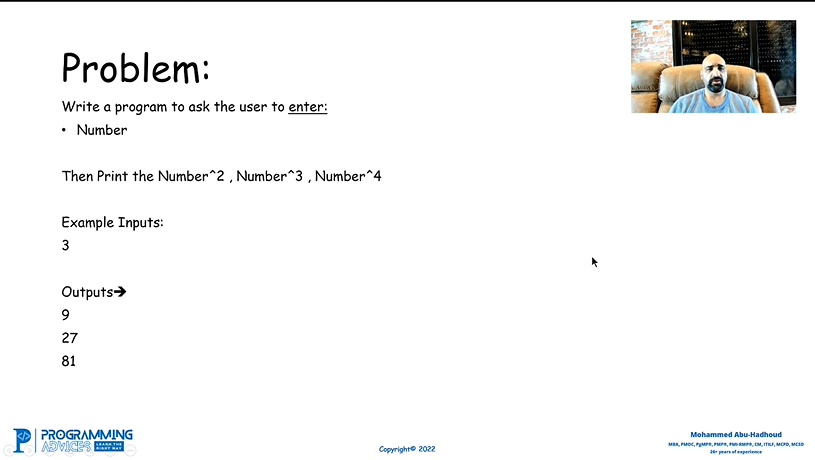 Problem:
Write a program to ask the user to enter:
• Number
Then Print the Number^2 , Number^3 , Number^4
Example Inputs:
3
Outputs➔
9
27
81
PROGRAMMING
ADVICES LEARN THE RIGHT WAY
Copyright© 2022
Mohammed Abu-Hadhoud
MBA, PMOC, PgMP®, PMP®, PMI-RMP®, CM, ITILF, MCPD, MCSD
26+ years of experience